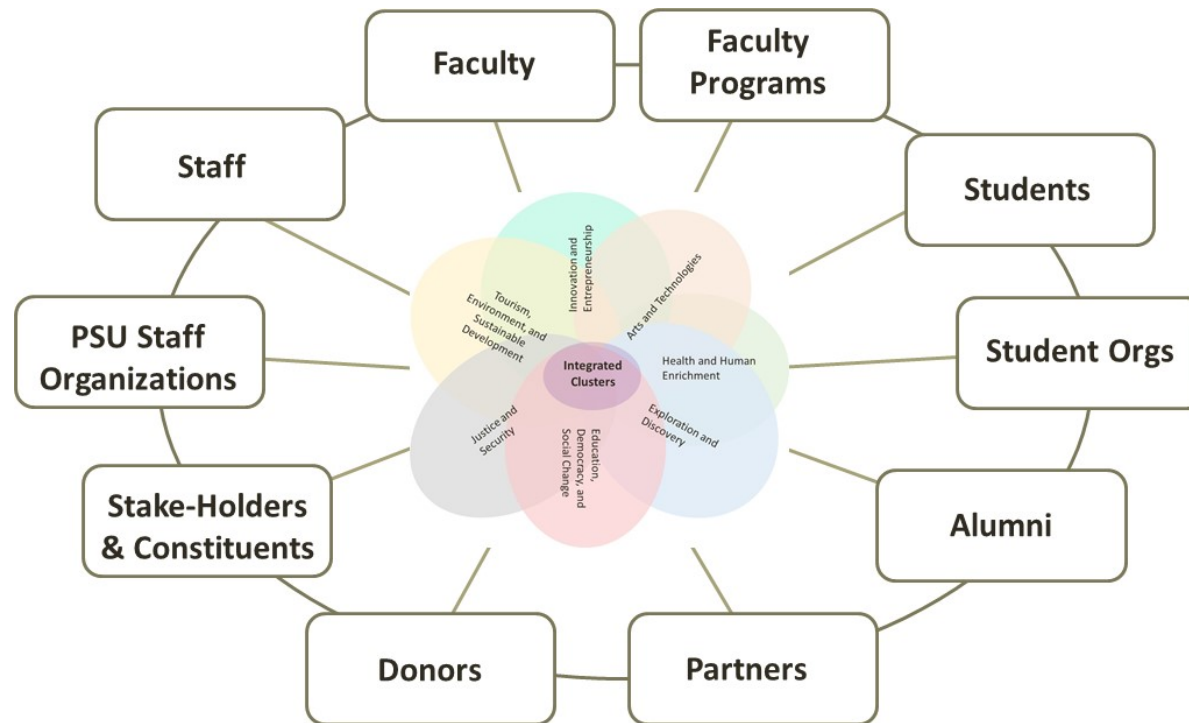 Faculty
Faculty
Programs
Staff
Students
PSU Staff
Organizations
Student Orgs
Stake-Holders
& Constituents
Alumni
Donors
Partners
Innovation and
Entrepreneurship
Arts and Technologies
Tourism,
Environment, and
Sustainable
Development
Health and Human
Enrichment
Integrated
Clusters
Justice and
Security
Education,
Democracy, and
Social Change
Exploration and
Discovery